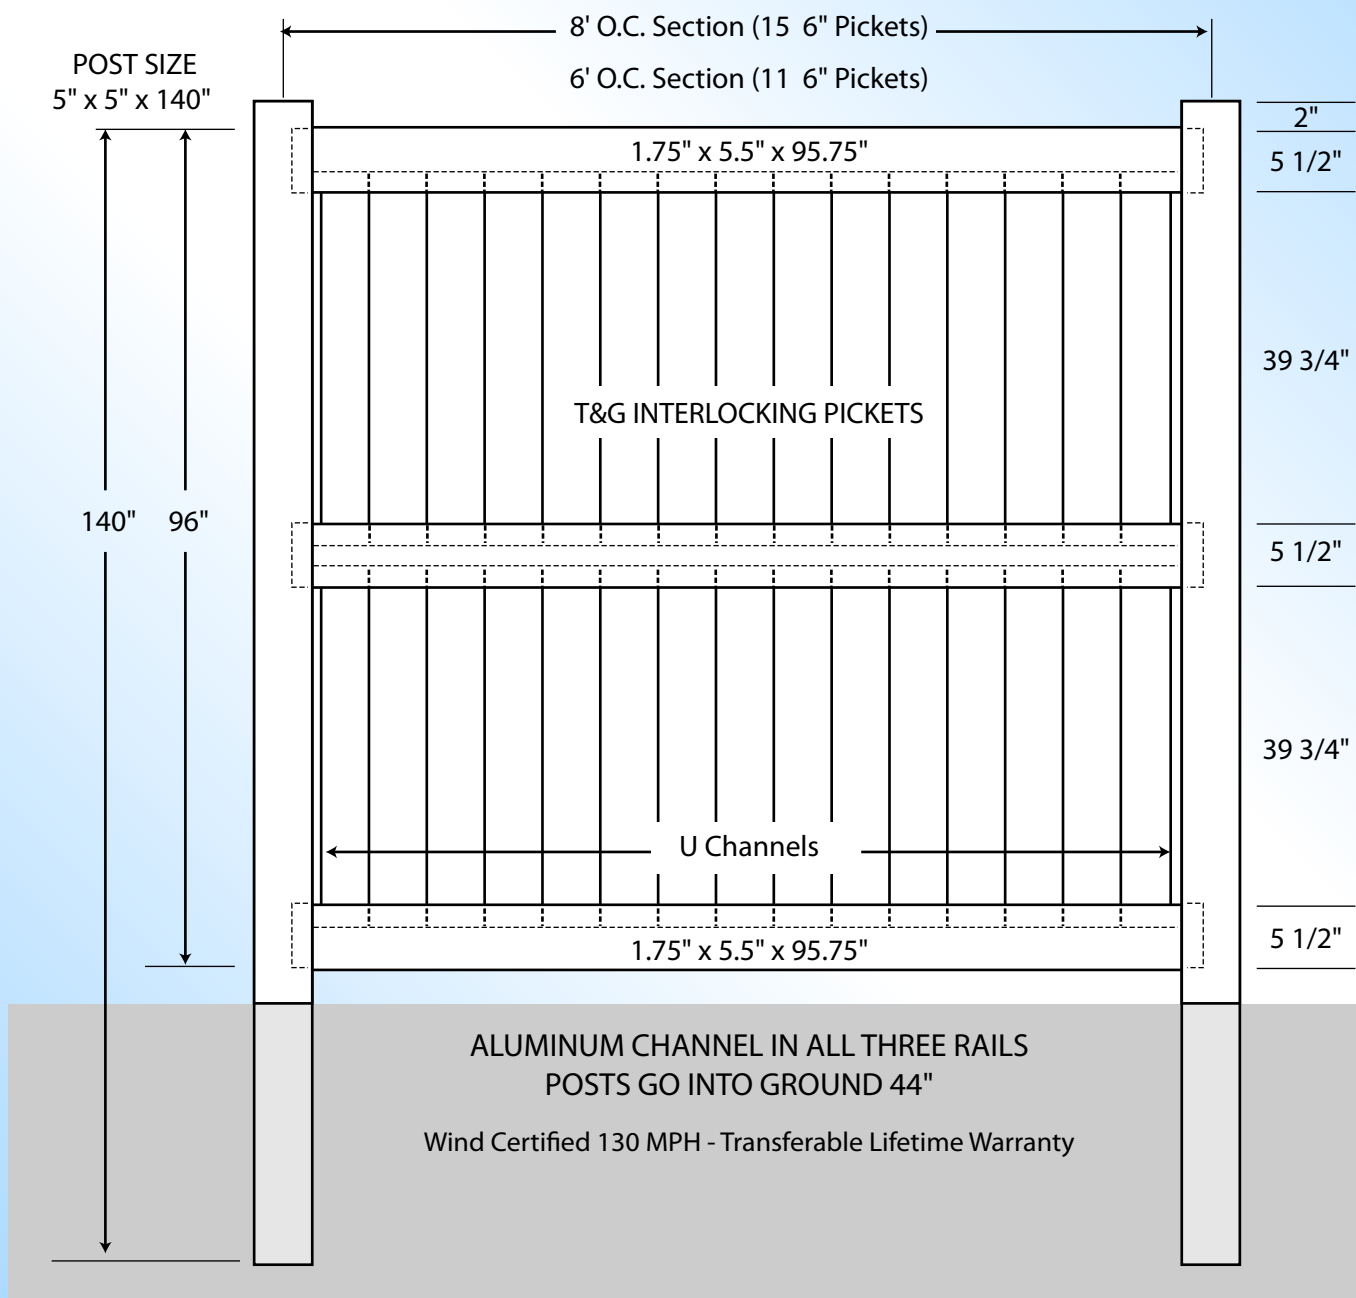 8' O.C. Section (15 6" Pickets)
6' O.C. Section (11 6" Pickets)
POST SIZE
5" x 5" x 140"
2"
1.75" x 5.5" x 95.75"
5 1/2"
39 3/4"
T&G INTERLOCKING PICKETS
140"
96"
5 1/2"
39 3/4"
U Channels
5 1/2"
1.75" x 5.5" x 95.75"
ALUMINUM CHANNEL IN ALL THREE RAILS
POSTS GO INTO GROUND 44"
Wind Certified 130 MPH - Transferable Lifetime Warranty